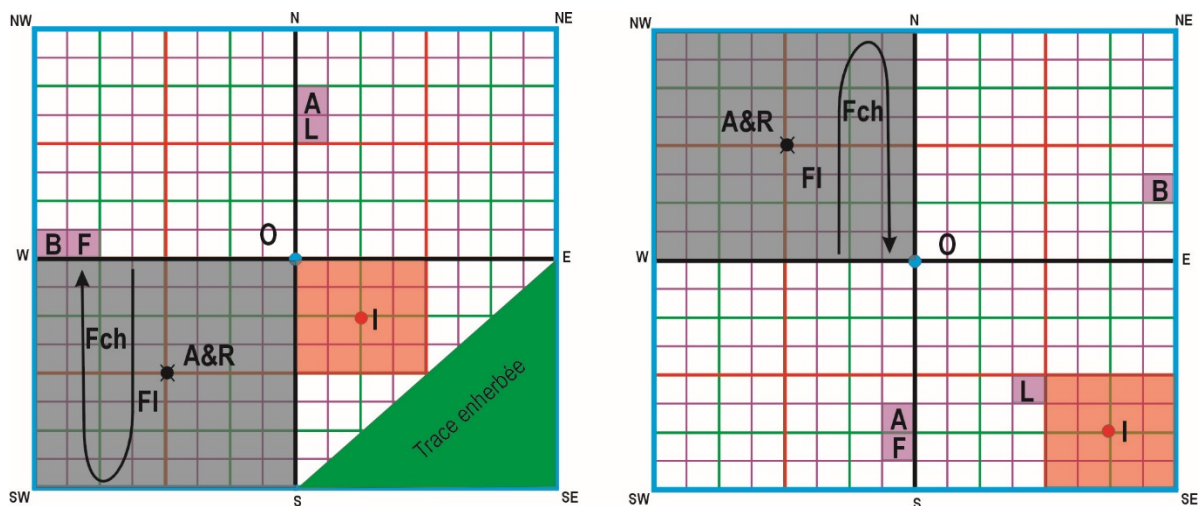 NW N NE
A
L
B F
O
W E
Fch
A&R
Fl
I
Trace enherbée
SW S SE
NW N NE
Fch
A&R
Fl
B
O
W E
L
A
F
I
SW S SE